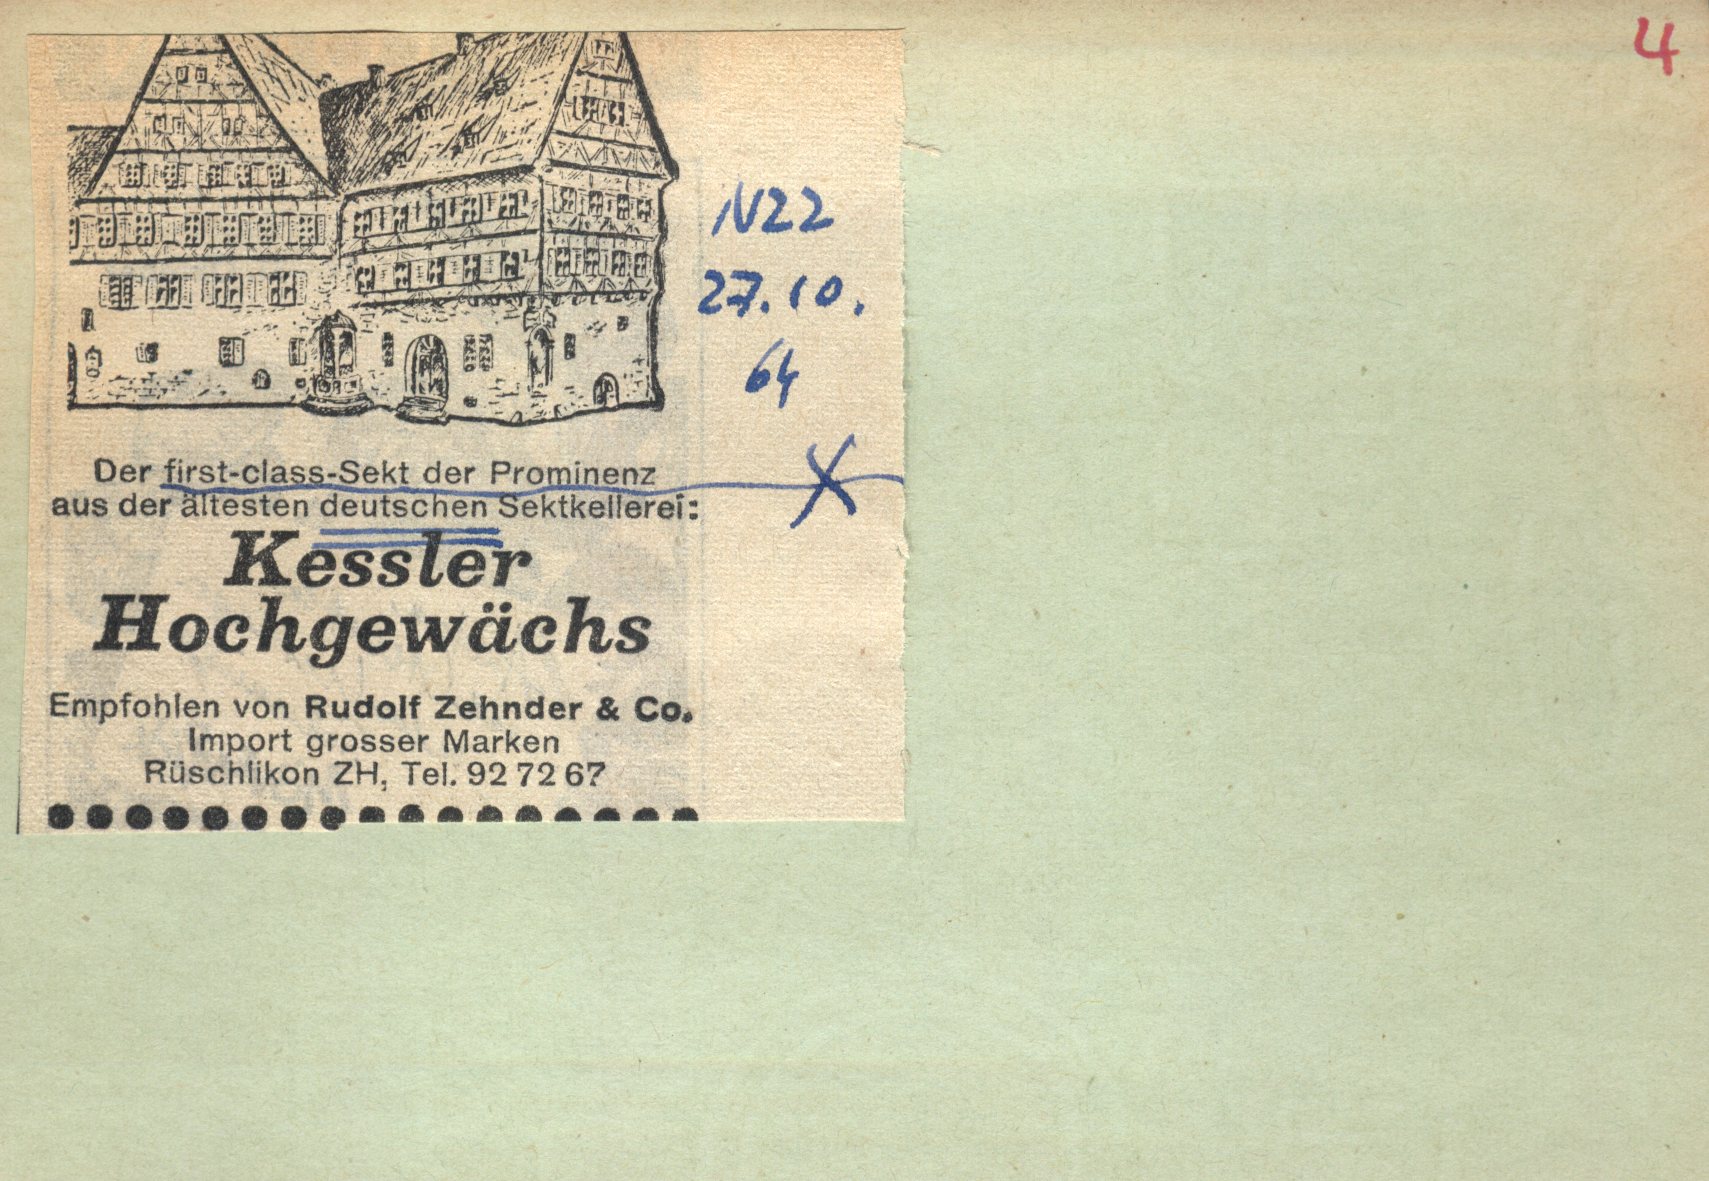 4
NZZ
27.10.
64
Der first-class-Sekt der Prominenz
aus der ältesten deutschen Sektkellerei:
Kessler
Hochgewächs
Empfohlen von Rudolf Zehnder & Co.
Import grosser Marken
Rüschlikon ZH, Tel. 92 72 67